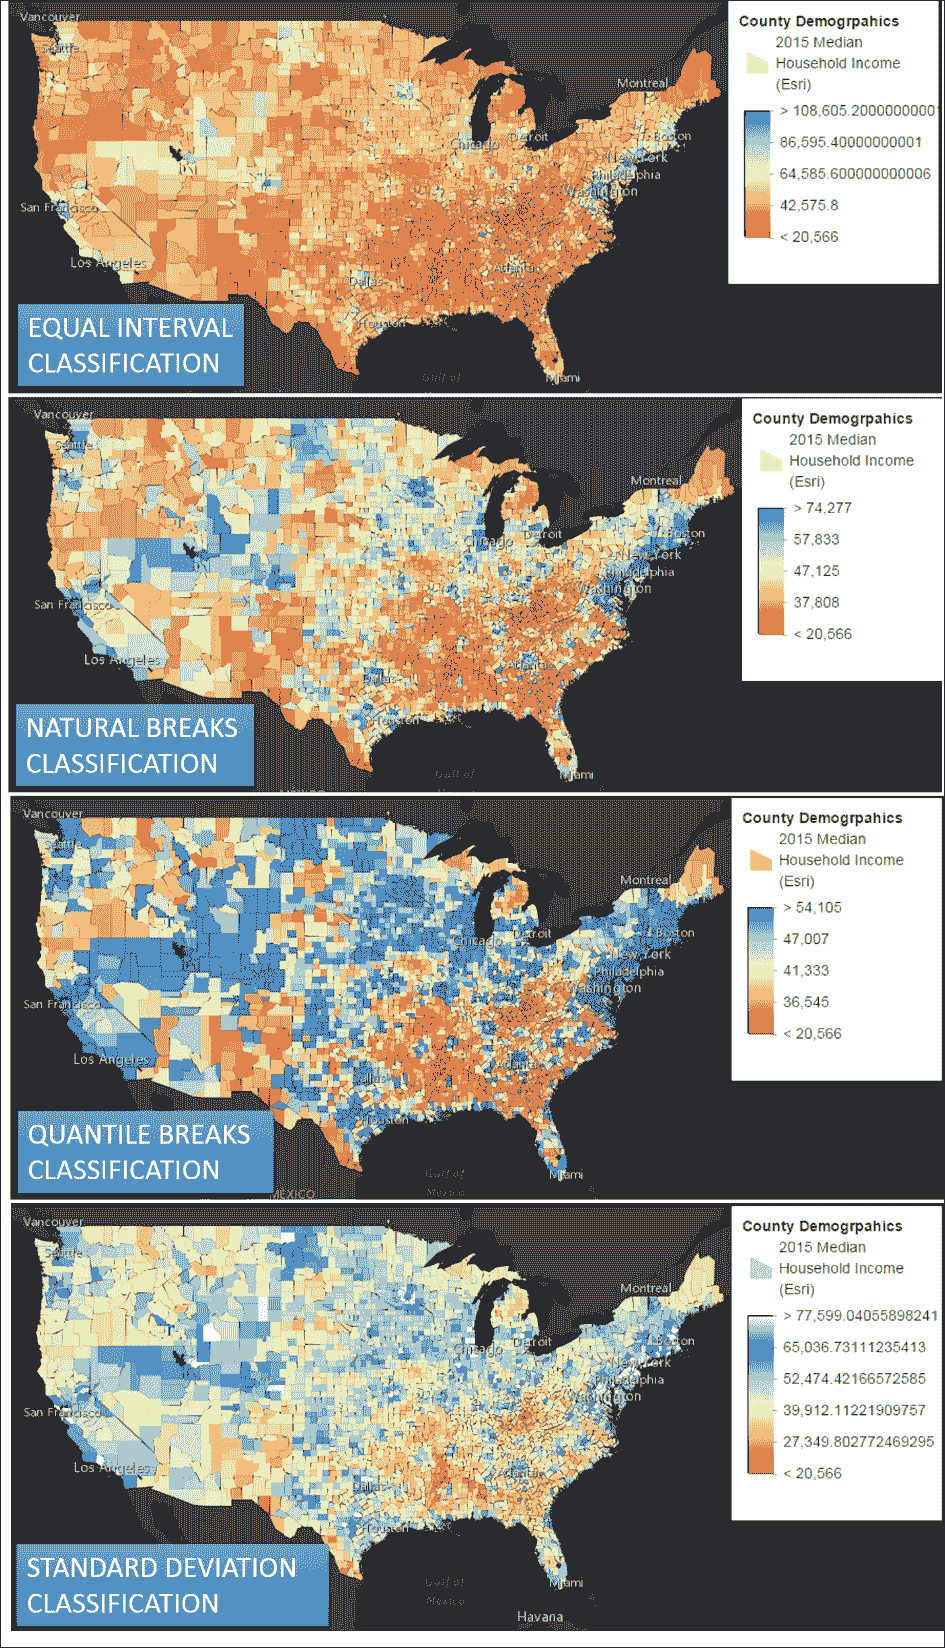 Vancouver
Seattle
San Francisco
Los Angeles
Dallas
Houston
Atlanta
Miami
Gulf of
Chicago
Detroit
Montreal
Boston
New York
Philadelphia
Washington
County Demogrpahics
2015 Median
Household Income
(Esri)
> 108,605.2000000000
86,595.40000000001
64,585.600000000006
42,575.8
< 20,566
EQUAL INTERVAL
CLASSIFICATION
Vancouver
Seattle
San Francisco
Los Angeles
Dallas
Houston
Atlanta
Miami
Gulf of
Chicago
Detroit
Montreal
Boston
New York
Philadelphia
Washington
County Demogrpahics
2015 Median
Household Income
(Esri)
> 74,277
57,833
47,125
37,808
< 20,566
NATURAL BREAKS
CLASSIFICATION
Vancouver
Seattle
San Francisco
Los Angeles
Dallas
Houston
Atlanta
Miami
Gulf of
Mexico
MEXICO
Chicago
Detroit
Montreal
Boston
New York
Philadelphia
Washington
County Demogrpahics
2015 Median
Household Income
(Esri)
> 54,105
47,007
41,333
36,545
< 20,566
QUANTILE BREAKS
CLASSIFICATION
Vancouver
Seattle
San Francisco
Los Angeles
Dallas
Houston
Atlanta
Miami
Gulf of
Mexico
Havana
Chicago
Detroit
Montreal
Boston
New York
Philadelphia
Washington
County Demogrpahics
2015 Median
Household Income
(Esri)
> 77,599.04055898241
65,036.73111235413
52,474.42166572585
39,912.11221909757
27,349.802772469295
< 20,566
STANDARD DEVIATION
CLASSIFICATION